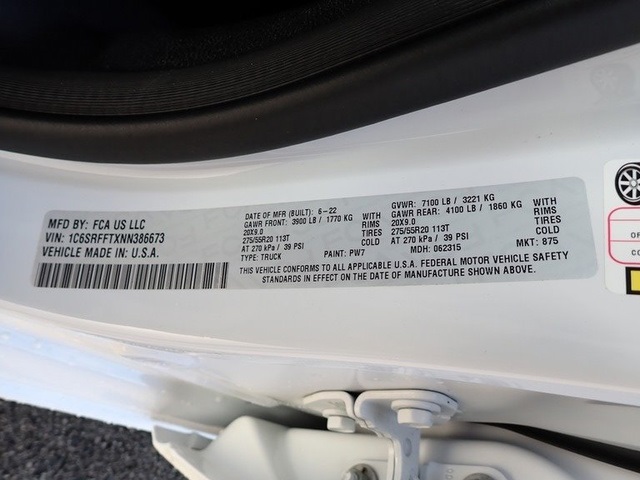 MFD BY: FCA US LLC
VIN: 1C6SRFFTXNN386673
VEHICLE MADE IN: U.S.A.
DATE OF MFR (BUILT): 6-22
GAWR FRONT: 3900 LB / 1770 KG WITH
20X9.0 RIMS
275/55R20 113T TIRES
AT 270 kPa / 39 PSI COLD
TYPE: TRUCK PAINT: PW7
GVWR: 7100 LB / 3221 KG
GAWR REAR: 4100 LB / 1860 KG WITH
20X9.0 RIMS
275/55R20 113T TIRES
AT 270 kPa / 39 PSI COLD
MDH: 062315 MKT: 875
THIS VEHICLE CONFORMS TO ALL APPLICABLE U.S.A. FEDERAL MOTOR VEHICLE SAFETY
STANDARDS IN EFFECT ON THE DATE OF MANUFACTURE SHOWN ABOVE.